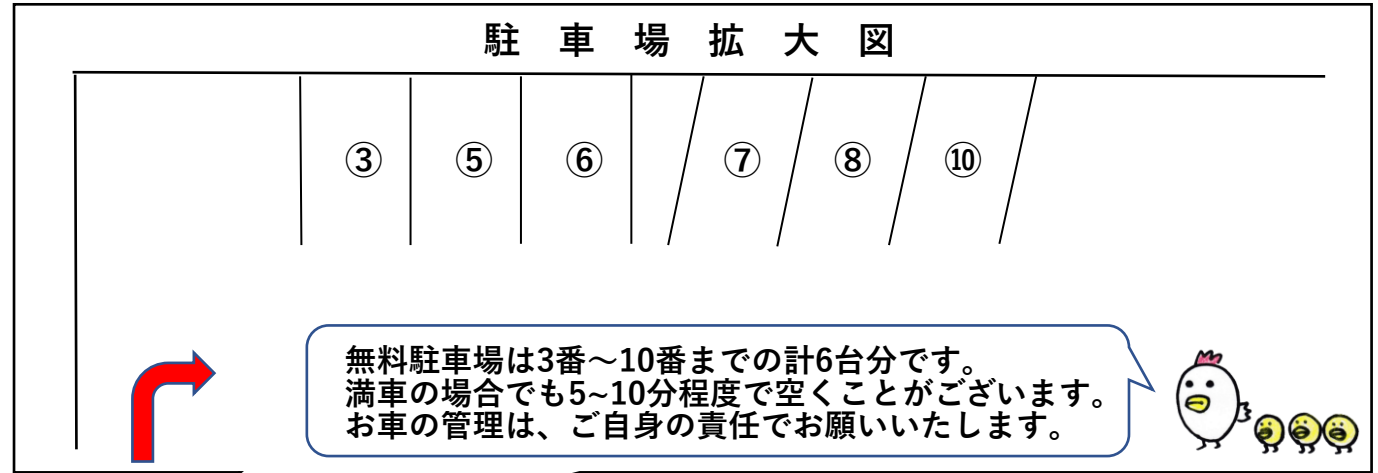 駐車場拡大図
③ ⑤ ⑥ ⑦ ⑧ ⑩
無料駐車場は3番～10番までの計6台分です。
満車の場合でも5~10分程度で空くことがございます。
お車の管理は、ご自身の責任でお願いいたします。